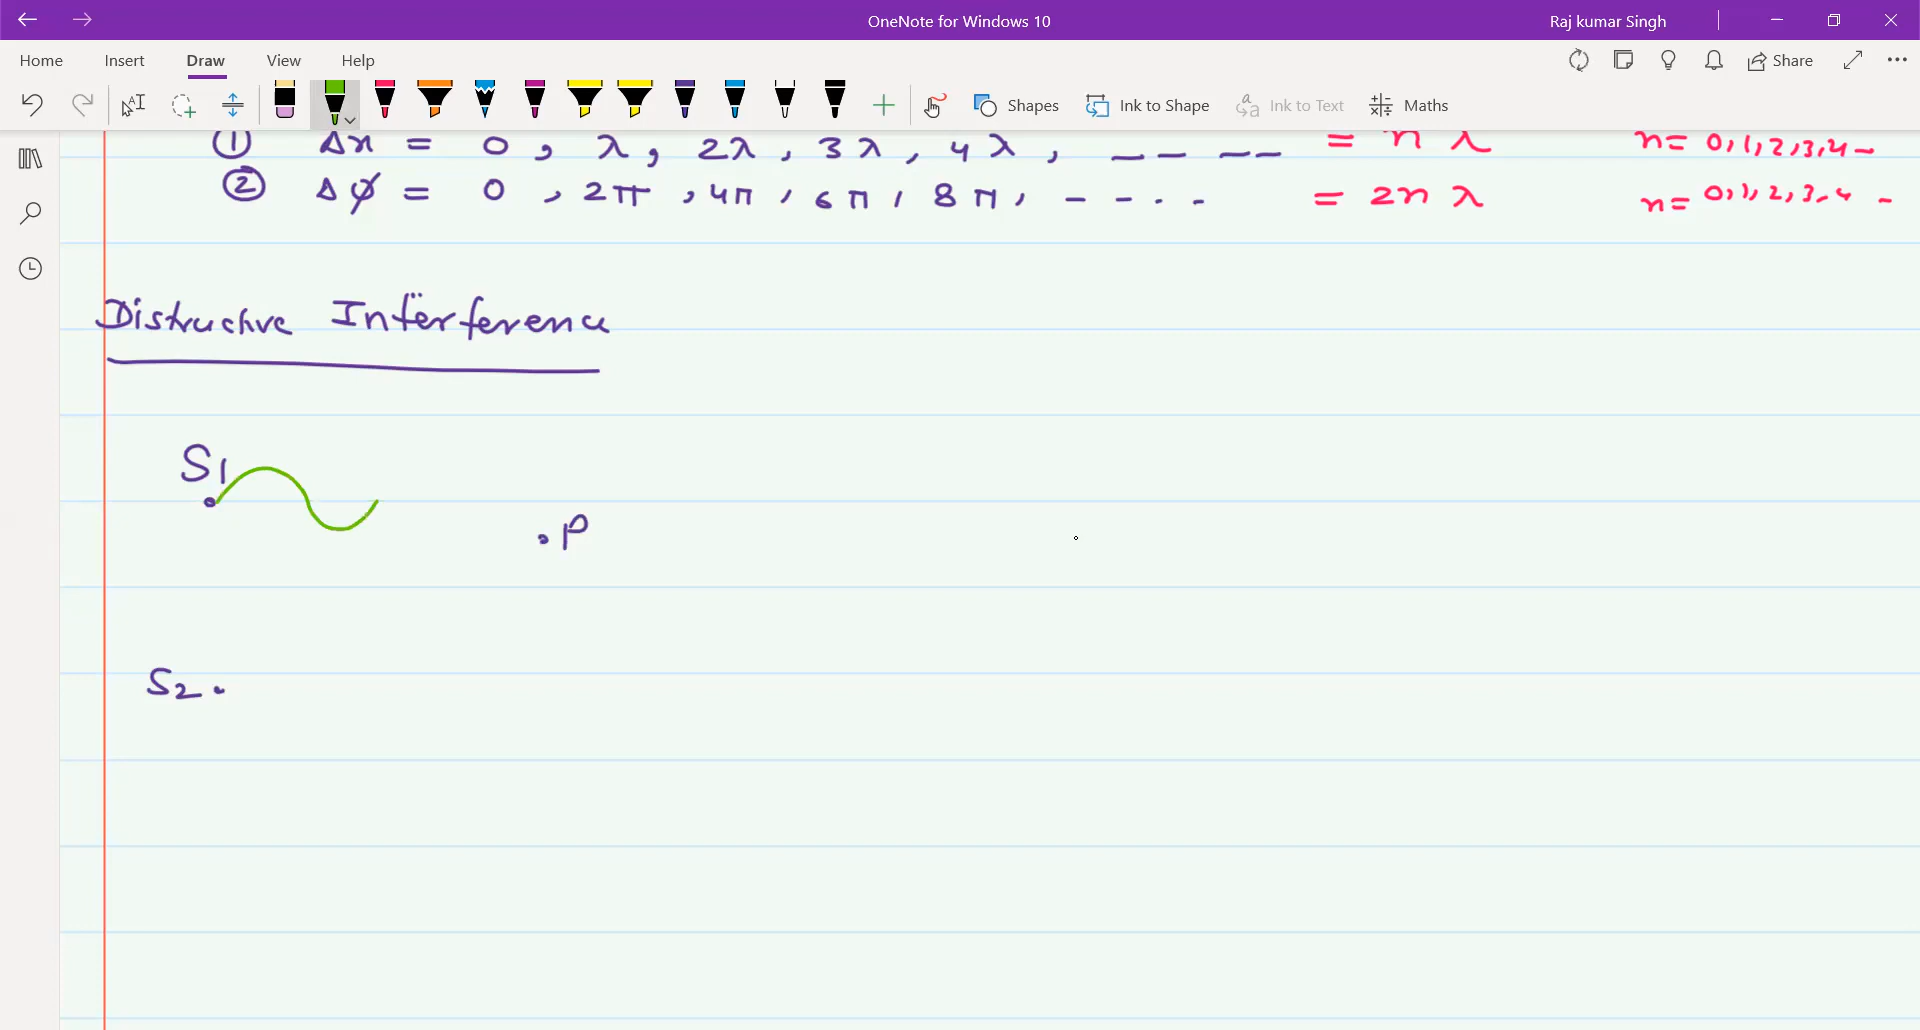 OneNote for Windows 10
Raj kumar Singh
Home Insert Draw View Help
Share
Shapes Ink to Shape Ink to Text Maths
① Δx = 0, λ, 2λ, 3λ, 4λ, -- -- = n λ n= 0,1,2,3,4 -
② Δφ = 0, 2π, 4π, 6π, 8π, - - . - = 2n λ n= 0,1,2,3,4 -
Distructive Interference
S1
.P
S2 .